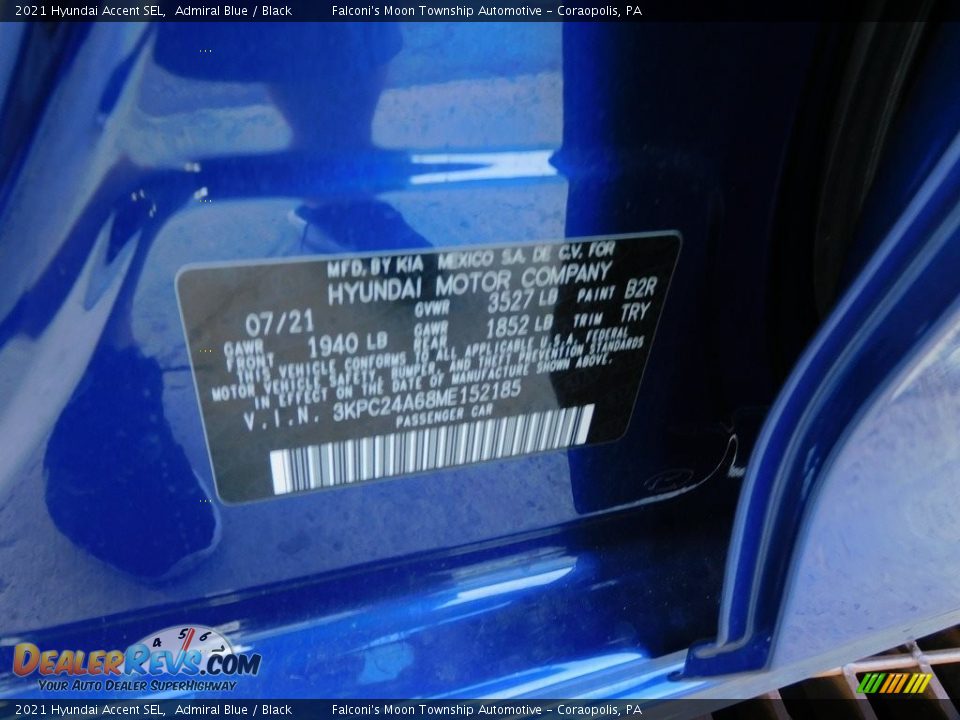 2021 Hyundai Accent SEL, Admiral Blue / Black Falconi's Moon Township Automotive - Coraopolis, PA
MFD. BY KIA MEXICO S.A. DE C.V. FOR
HYUNDAI MOTOR COMPANY
07/21 GVWR 3527 LB PAINT B2R
GAWR FRONT 1940 LB GAWR REAR 1852 LB TRIM TRY
THIS VEHICLE CONFORMS TO ALL APPLICABLE U.S.A. FEDERAL
MOTOR VEHICLE SAFETY, BUMPER, AND THEFT PREVENTION STANDARDS
IN EFFECT ON THE DATE OF MANUFACTURE SHOWN ABOVE.
V.I.N. 3KPC24A68ME152185
PASSENGER CAR
4 5 6
DEALERREVS.COM
YOUR AUTO DEALER SUPERHIGHWAY
2021 Hyundai Accent SEL, Admiral Blue / Black Falconi's Moon Township Automotive - Coraopolis, PA